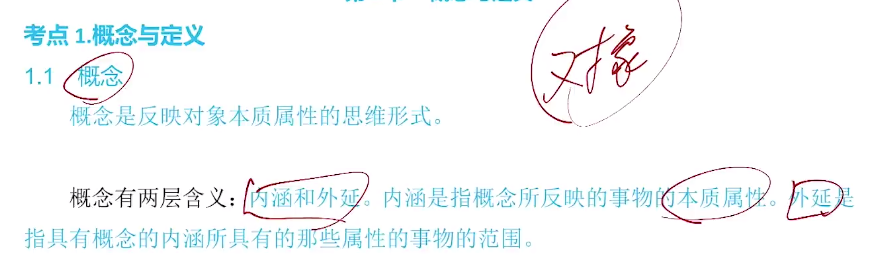 考点 1.概念与定义
对象
1.1 概念
概念是反映对象本质属性的思维形式。
概念有两层含义：内涵和外延。内涵是指概念所反映的事物的本质属性。外延是
指具有概念的内涵所具有的那些属性的事物的范围。